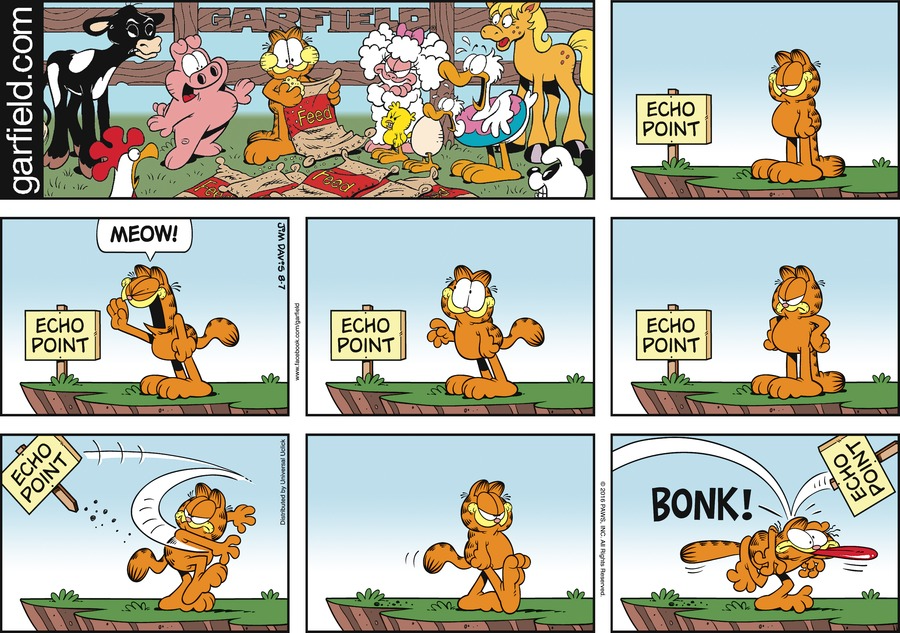 garfield.com
GARFIELD
Feed
Feed
Feed
Feed
ECHO
POINT
MEOW!
ECHO
POINT
JIM DAVIS 8-7
www.facebook.com/garfield
ECHO
POINT
ECHO
POINT
ECHO
POINT
Distributed by Universal Uclick
© 2016 PAWS, INC. All Rights Reserved.
BONK!
ECHO
POINT